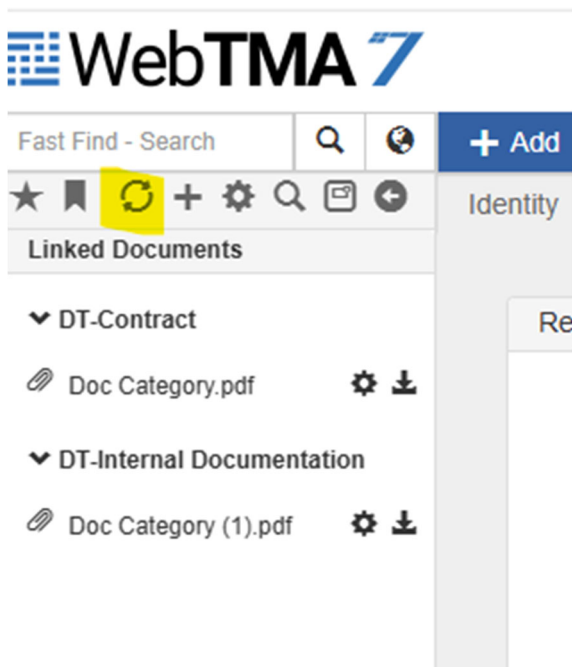 WebTMA 7
Fast Find - Search
Add
Identity
Linked Documents
Re
DT-Contract
Doc Category.pdf
DT-Internal Documentation
Doc Category (1).pdf